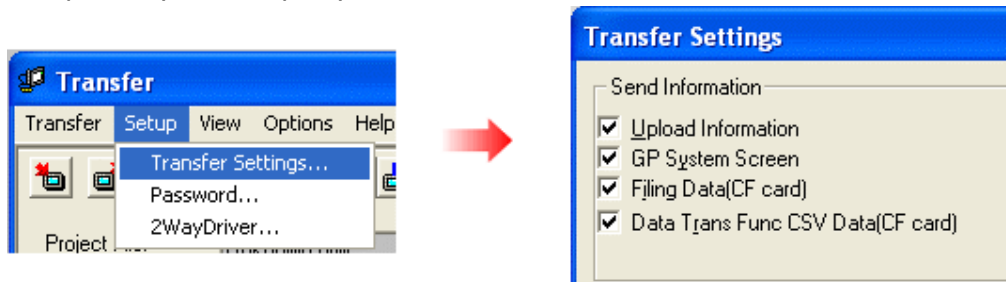 Transfer
Transfer Setup View Options Help
Transfer Settings...
Password...
2WayDriver...
Project
Transfer Settings
Send Information
Upload Information
GP System Screen
Filing Data(CF card)
Data Trans Func CSV Data(CF card)